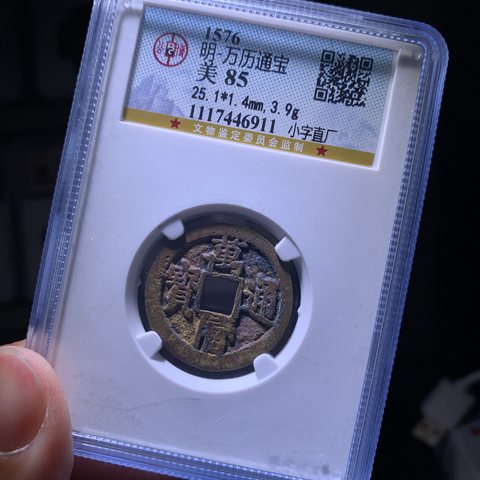 1576
明·万历通宝
美 85
25.1*1.4mm,3.9g
1117446911 小字直厂
★ 文物鉴定委员会监制 ★
萬曆通寶